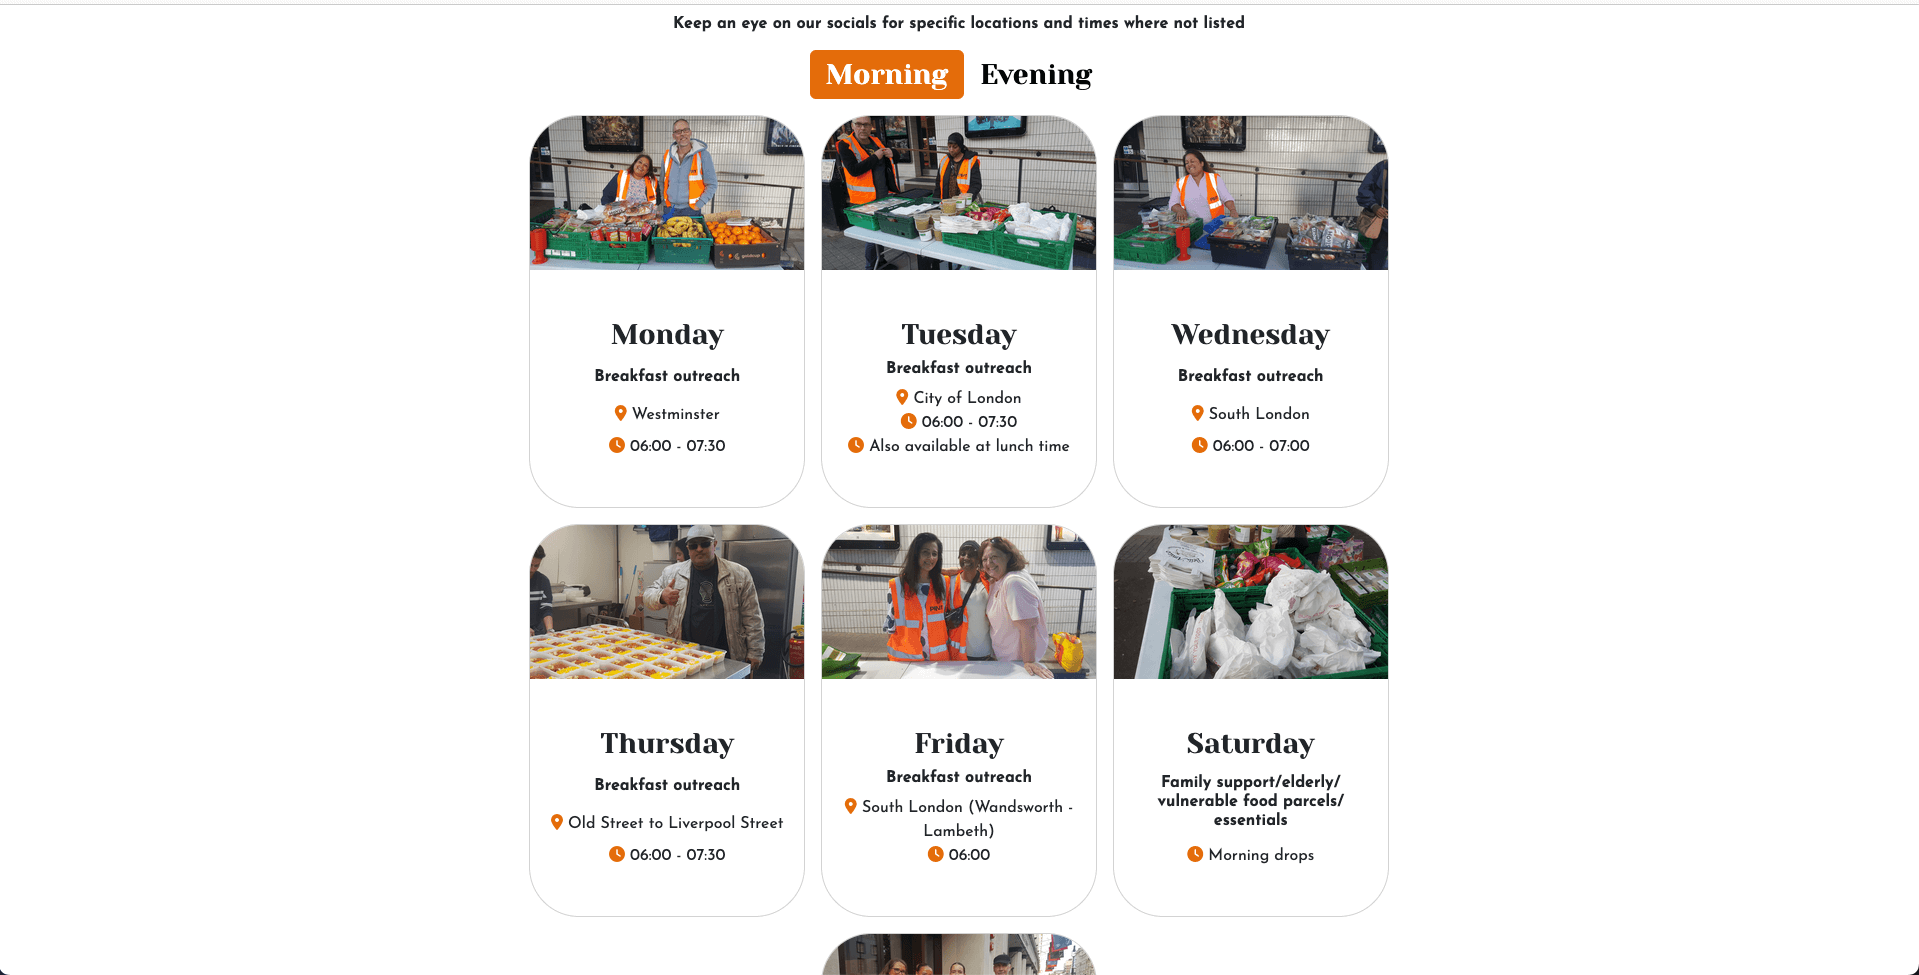 Keep an eye on our socials for specific locations and times where not listed
Morning
Evening
Monday
Breakfast outreach
Westminster
06:00 - 07:30
Tuesday
Breakfast outreach
City of London
06:00 - 07:30
Also available at lunch time
Wednesday
Breakfast outreach
South London
06:00 - 07:00
Thursday
Breakfast outreach
Old Street to Liverpool Street
06:00 - 07:30
Friday
Breakfast outreach
South London (Wandsworth -
Lambeth)
06:00
Saturday
Family support/elderly/
vulnerable food parcels/
essentials
Morning drops